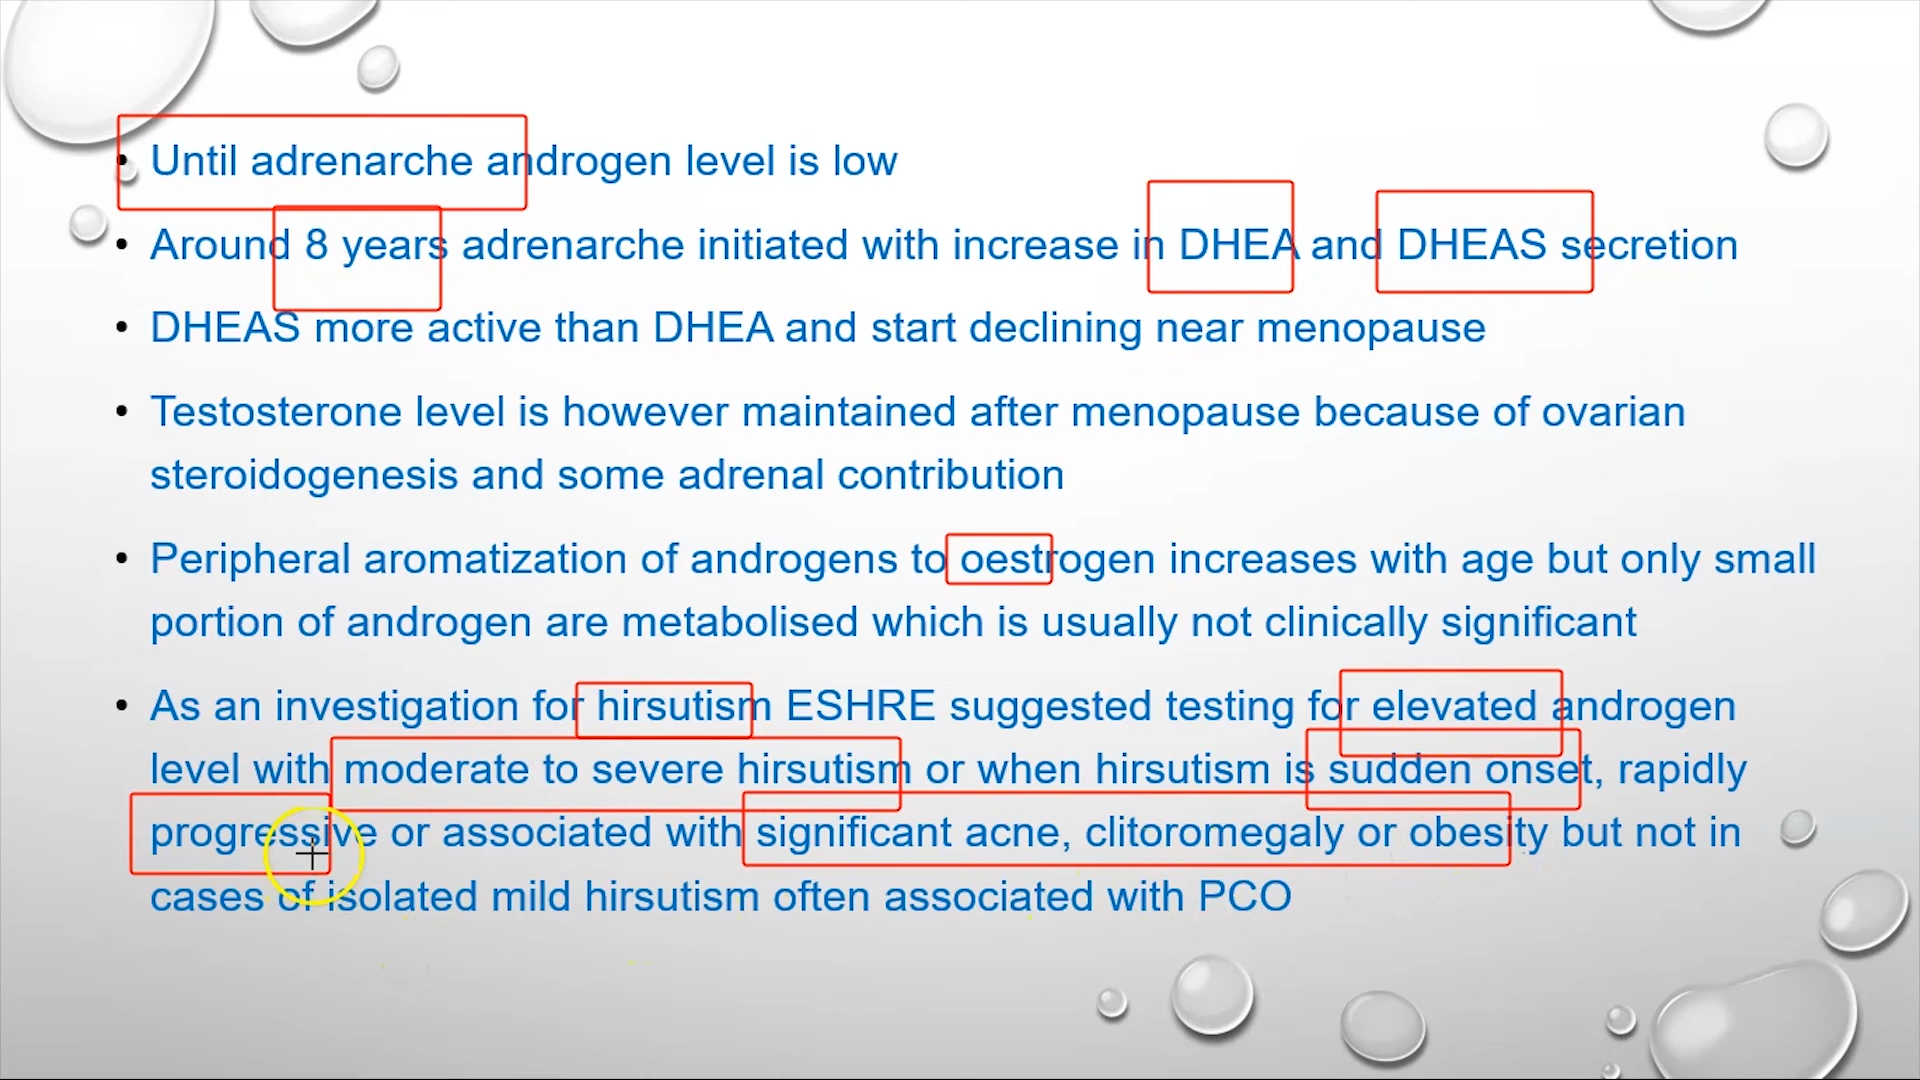 • Until adrenarche androgen level is low
• Around 8 years adrenarche initiated with increase in DHEA and DHEAS secretion
• DHEAS more active than DHEA and start declining near menopause
• Testosterone level is however maintained after menopause because of ovarian
steroidogenesis and some adrenal contribution
• Peripheral aromatization of androgens to oestrogen increases with age but only small
portion of androgen are metabolised which is usually not clinically significant
• As an investigation for hirsutism ESHRE suggested testing for elevated androgen
level with moderate to severe hirsutism or when hirsutism is sudden onset, rapidly
progressive or associated with significant acne, clitoromegaly or obesity but not in
cases of isolated mild hirsutism often associated with PCO